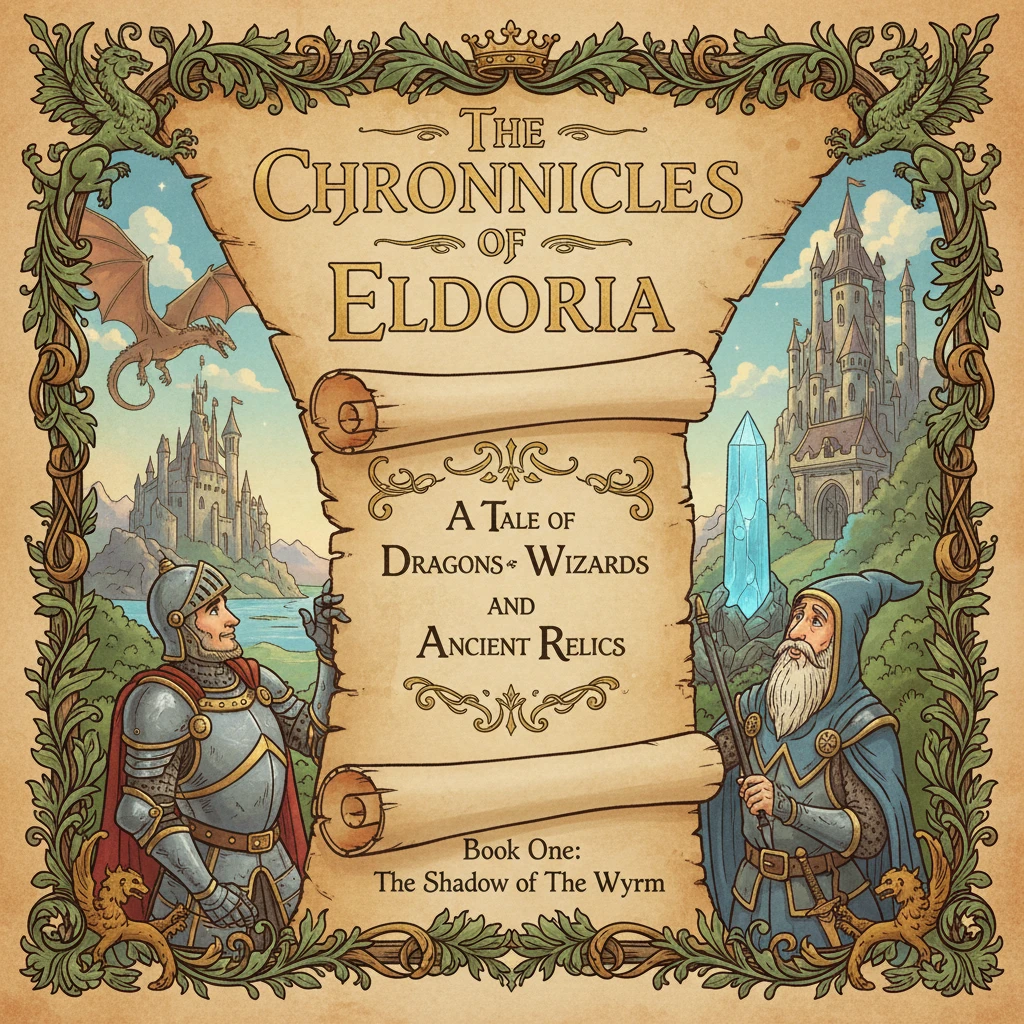 THE
CHRONNICLES
OF
ELDORIA
A TALE OF
DRAGONS WIZARDS
AND
ANCIENT RELICS
Book One:
The Shadow of The Wyrm